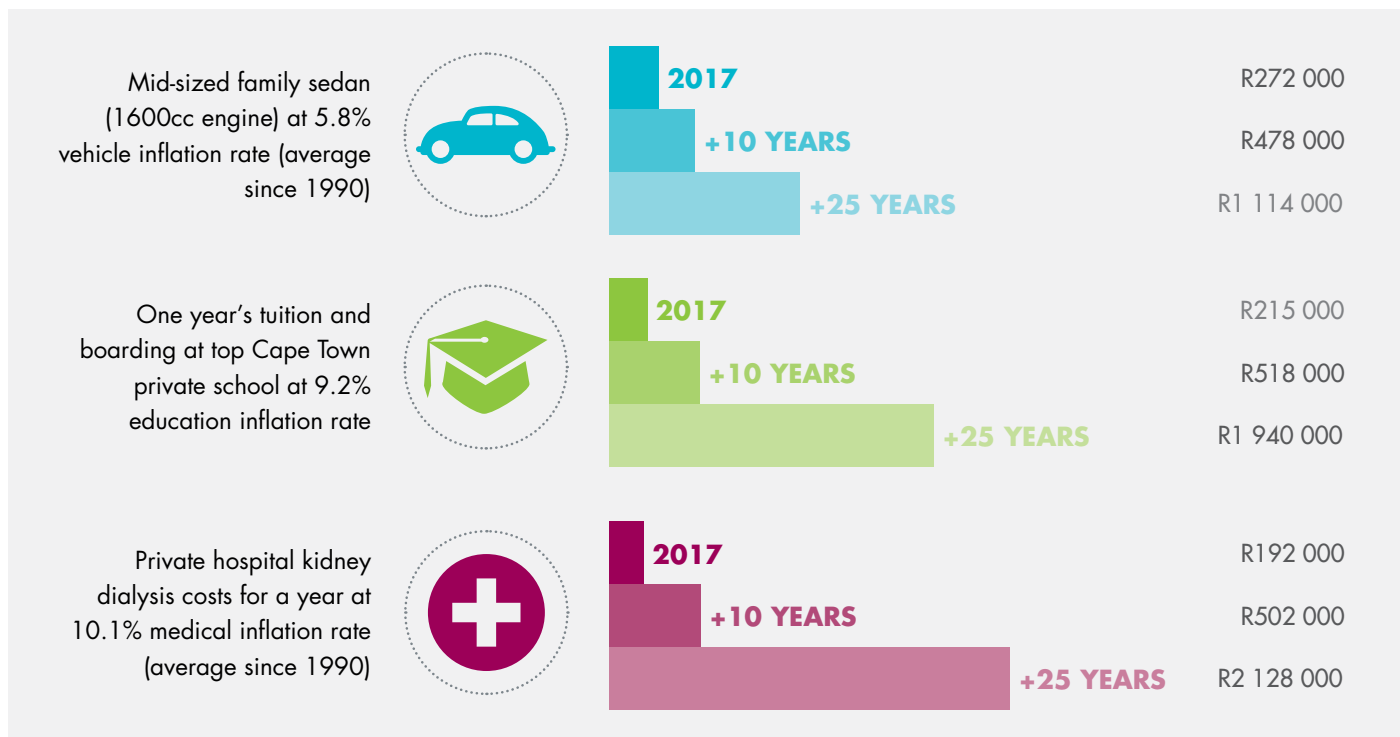 Mid-sized family sedan
(1600cc engine) at 5.8%
vehicle inflation rate (average
since 1990)
2017
R272 000
+10 YEARS
R478 000
+25 YEARS
R1 114 000
One year’s tuition and
boarding at top Cape Town
private school at 9.2%
education inflation rate
2017
R215 000
+10 YEARS
R518 000
+25 YEARS
R1 940 000
Private hospital kidney
dialysis costs for a year at
10.1% medical inflation rate
(average since 1990)
2017
R192 000
+10 YEARS
R502 000
+25 YEARS
R2 128 000